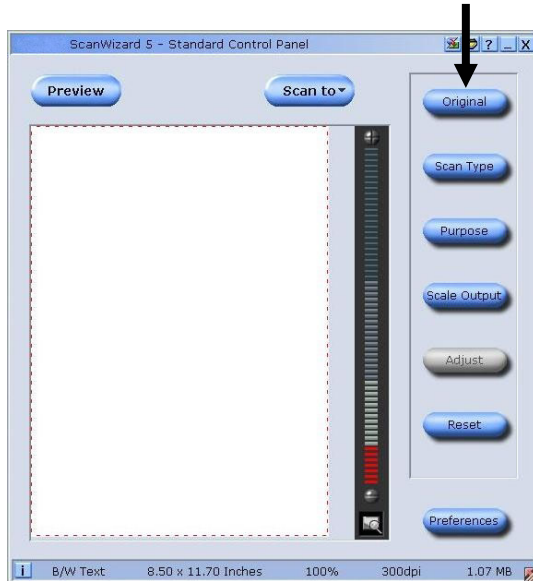 ScanWizard 5 - Standard Control Panel ? _ X
Preview Scan to
Original
Scan Type
Purpose
Scale Output
Adjust
Reset
Preferences
i B/W Text 8.50 x 11.70 Inches 100% 300dpi 1.07 MB